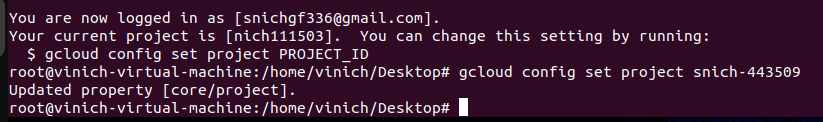 You are now logged in as [snichgf336@gmail.com].
Your current project is [nich111503].  You can change this setting by running:
  $ gcloud config set project PROJECT_ID
root@vinich-virtual-machine:/home/vinich/Desktop# gcloud config set project snich-443509
Updated property [core/project].
root@vinich-virtual-machine:/home/vinich/Desktop#